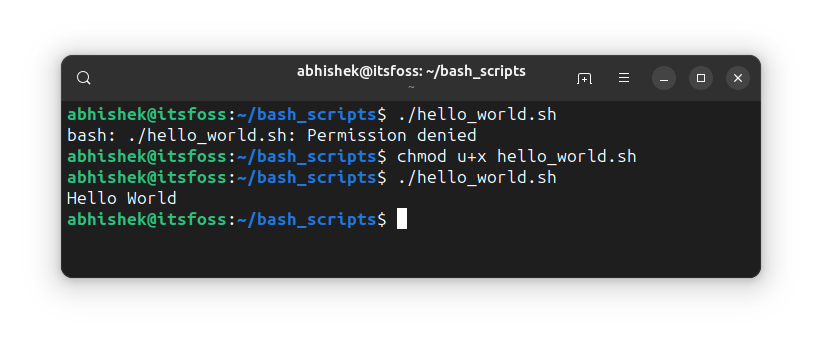 abhishek@itsfoss: ~/bash_scripts
~
abhishek@itsfoss:~/bash_scripts$ ./hello_world.sh
bash: ./hello_world.sh: Permission denied
abhishek@itsfoss:~/bash_scripts$ chmod u+x hello_world.sh
abhishek@itsfoss:~/bash_scripts$ ./hello_world.sh
Hello World
abhishek@itsfoss:~/bash_scripts$